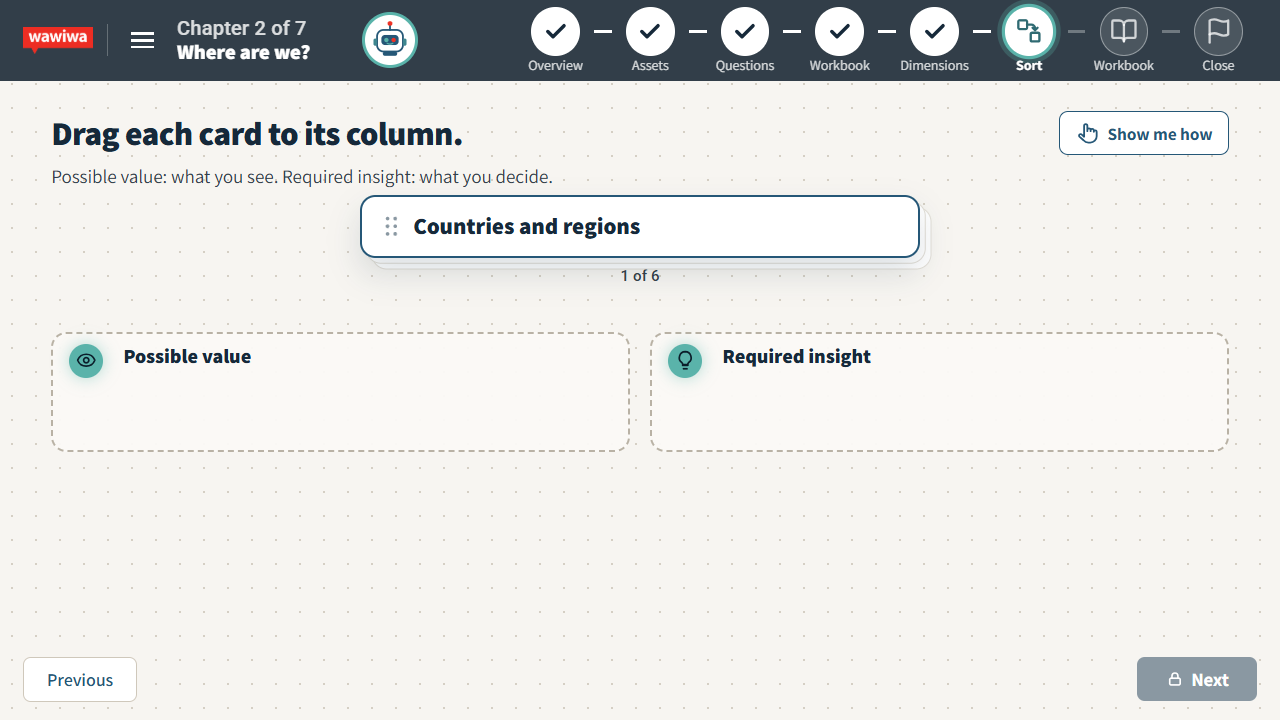 wawiwa
Chapter 2 of 7
Where are we?
Overview
Assets
Questions
Workbook
Dimensions
Sort
Workbook
Close
Drag each card to its column.
Show me how
Possible value: what you see. Required insight: what you decide.
Countries and regions
1 of 6
Possible value
Required insight
Previous
Next